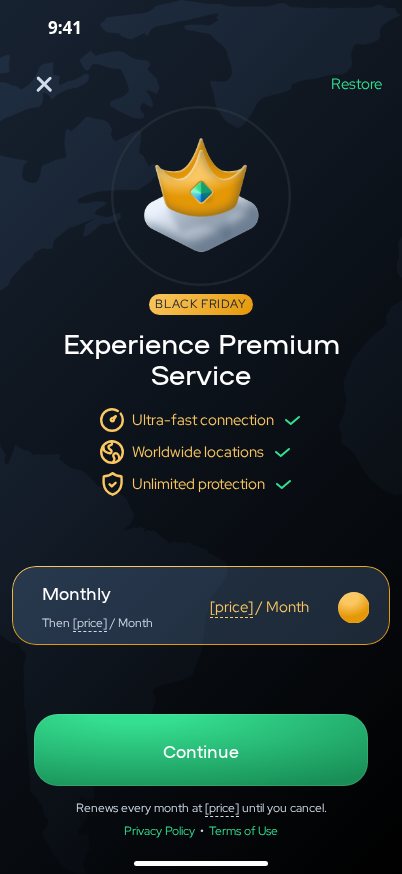 9:41
Restore
BLACK FRIDAY
Experience Premium
Service
Ultra-fast connection
Worldwide locations
Unlimited protection
Monthly
Then [price] / Month
[price] / Month
Continue
Renews every month at [price] until you cancel.
Privacy Policy • Terms of Use